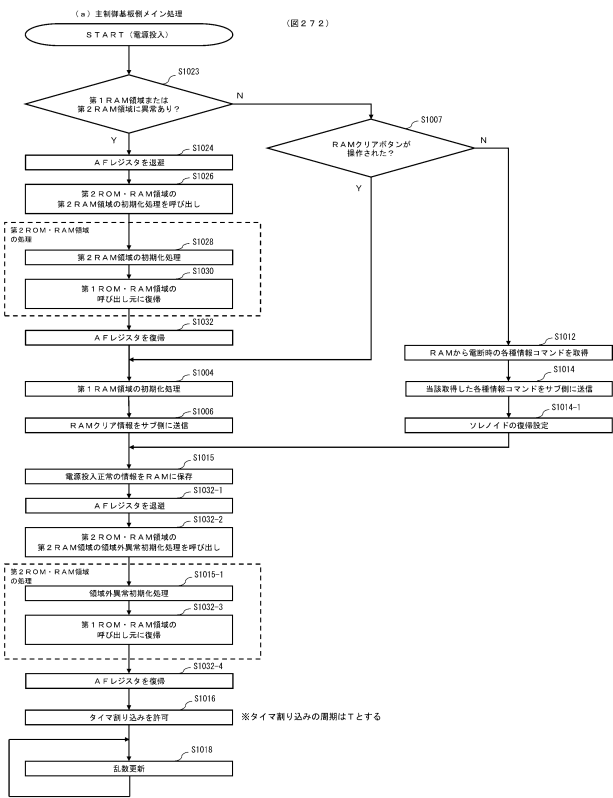 (a)主制御基板側メイン処理
(図272)
START(電源投入)
S1023
第1RAM領域または
第2RAM領域に異常あり?
N
Y
S1007
RAMクリアボタンが
操作された?
N
Y
S1024
AFレジスタを退避
S1026
第2ROM・RAM領域の
第2RAM領域の初期化処理を呼び出し
第2ROM・RAM領域
の処理
S1028
第2RAM領域の初期化処理
S1030
第1ROM・RAM領域の
呼び出し元に復帰
S1032
AFレジスタを復帰
S1004
第1RAM領域の初期化処理
S1006
RAMクリア情報をサブ側に送信
S1012
RAMから電断時の各種情報コマンドを取得
S1014
当該取得した各種情報コマンドをサブ側に送信
S1014-1
ソレノイドの復帰設定
S1015
電源投入正常の情報をRAMに保存
S1032-1
AFレジスタを退避
S1032-2
第2ROM・RAM領域の
第2RAM領域の領域外異常初期化処理を呼び出し
第2ROM・RAM領域
の処理
S1015-1
領域外異常初期化処理
S1032-3
第1ROM・RAM領域の
呼び出し元に復帰
S1032-4
AFレジスタを復帰
S1016
タイマ割り込みを許可
※タイマ割り込みの周期はTとする
S1018
乱数更新